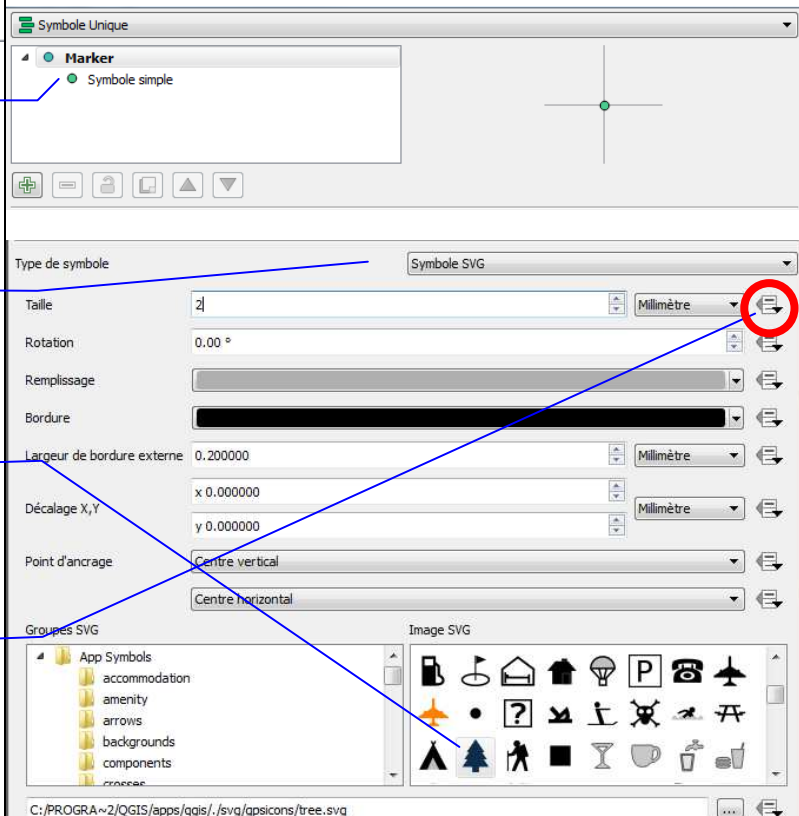 Symbole Unique
Marker
Symbole simple
Type de symbole
Symbole SVG
Taille
2
Millimètre
Rotation
0.00 °
Remplissage
Bordure
Largeur de bordure externe
0.200000
Millimètre
Décalage X,Y
x 0.000000
y 0.000000
Millimètre
Point d'ancrage
Centre vertical
Centre horizontal
Groupes SVG
Image SVG
App Symbols
accommodation
amenity
arrows
backgrounds
components
crosses
P
?
C:/PROGRA~2/QGIS/apps/qgis/./svg/gpsicons/tree.svg
...